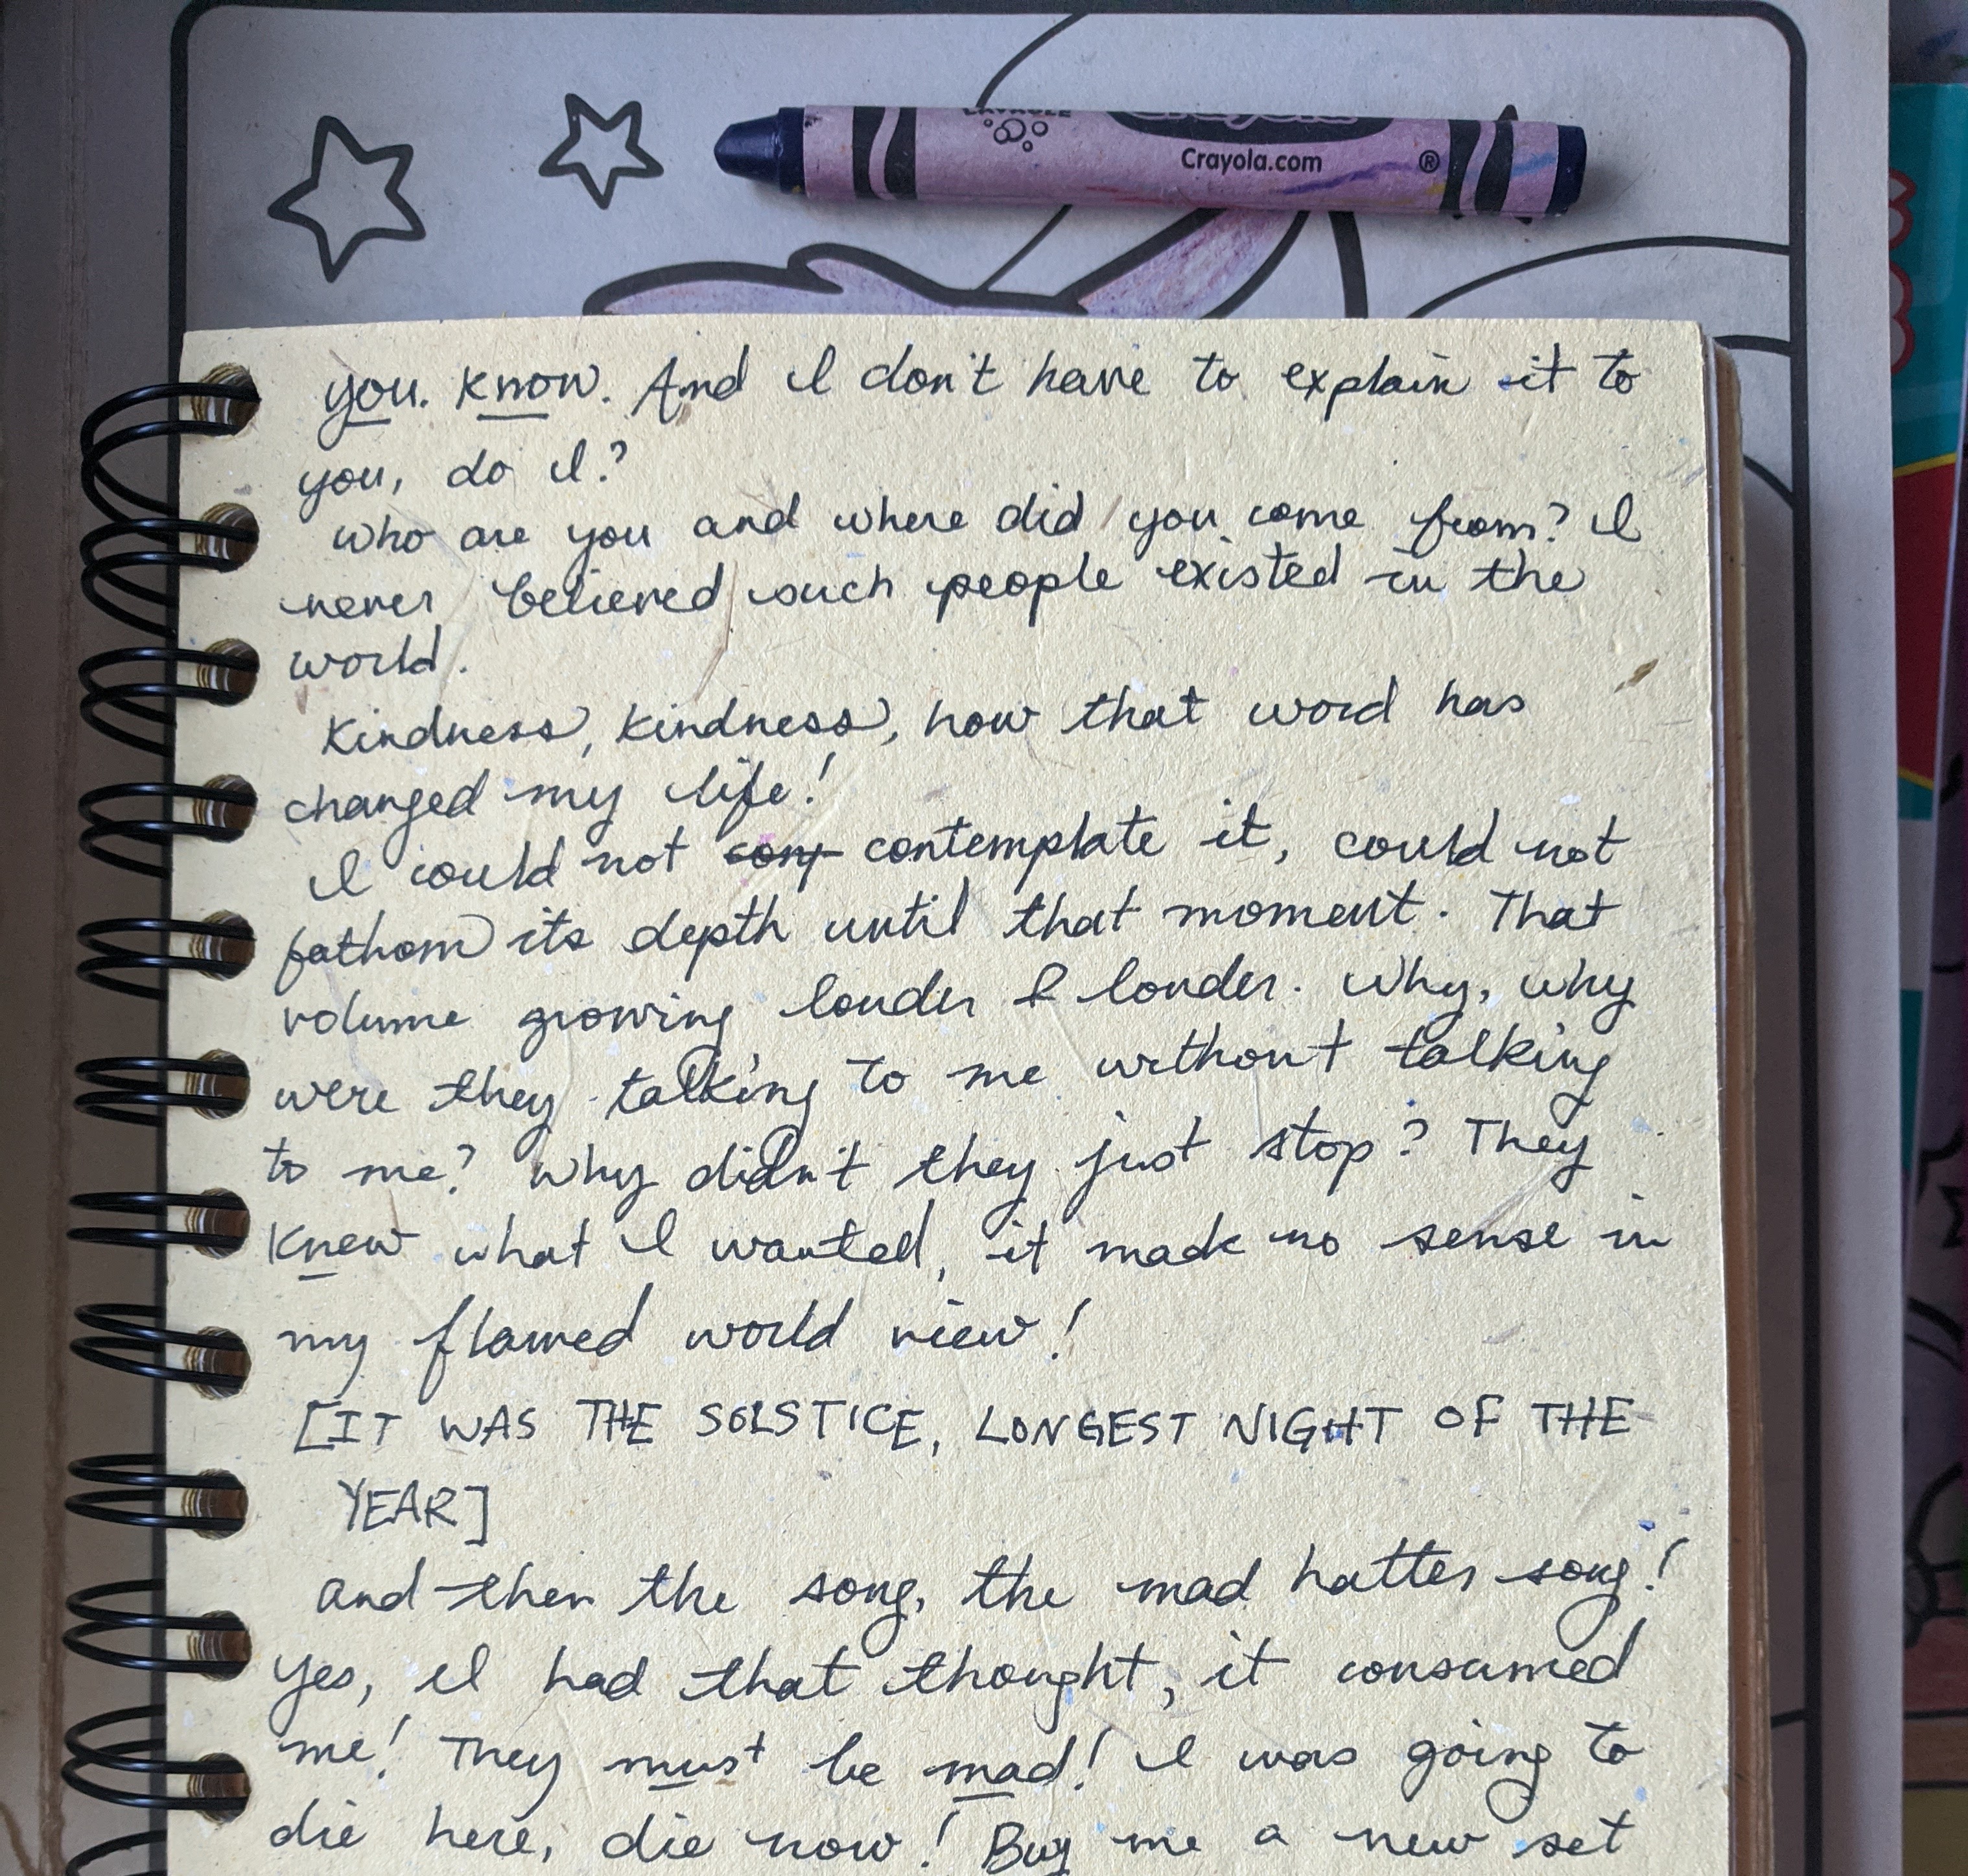 CRAYOLA
Crayola
Crayola.com ®
you. know. And I don't have to explain it to
you, do I?
who are you and where did you come from? I
never believed such people existed in the
world.
Kindness, kindness, how that word has
changed my life!
I could not cony contemplate it, could not
fathom its depth until that moment. That
volume growing louder & louder. Why, why
were they talking to me without talking
to me? Why didn't they just stop? They
knew what I wanted, it made no sense in
my flawed world view!
[IT WAS THE SOLSTICE, LONGEST NIGHT OF THE
YEAR]
and then the song, the mad hatter song!
Yes, I had that thought, it consumed
me! They must be mad! I was going to
die here, die now! Buy me a new set